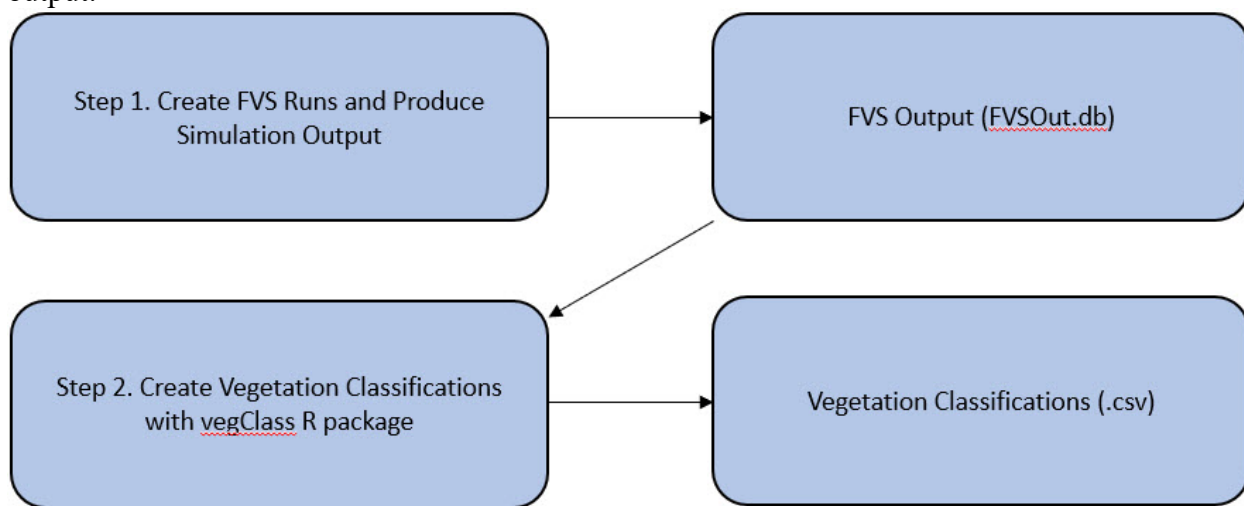 output.
Step 1. Create FVS Runs and Produce
Simulation Output
FVS Output (FVSOut.db)
Step 2. Create Vegetation Classifications
with vegClass R package
Vegetation Classifications (.csv)